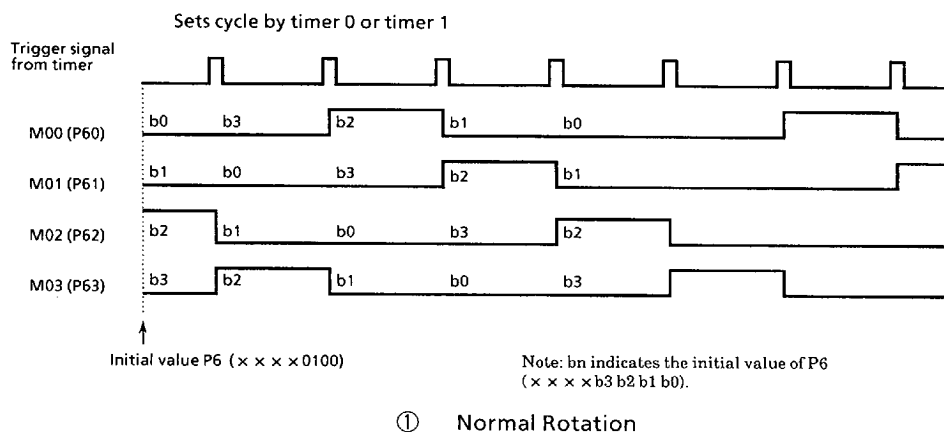 Sets cycle by timer 0 or timer 1
Trigger signal
from timer
M00 (P60) b0 b3 b2 b1 b0
M01 (P61) b1 b0 b3 b2 b1
M02 (P62) b2 b1 b0 b3 b2
M03 (P63) b3 b2 b1 b0 b3
Initial value P6 (××××0100)
Note: bn indicates the initial value of P6
(××××b3 b2 b1 b0).
① Normal Rotation